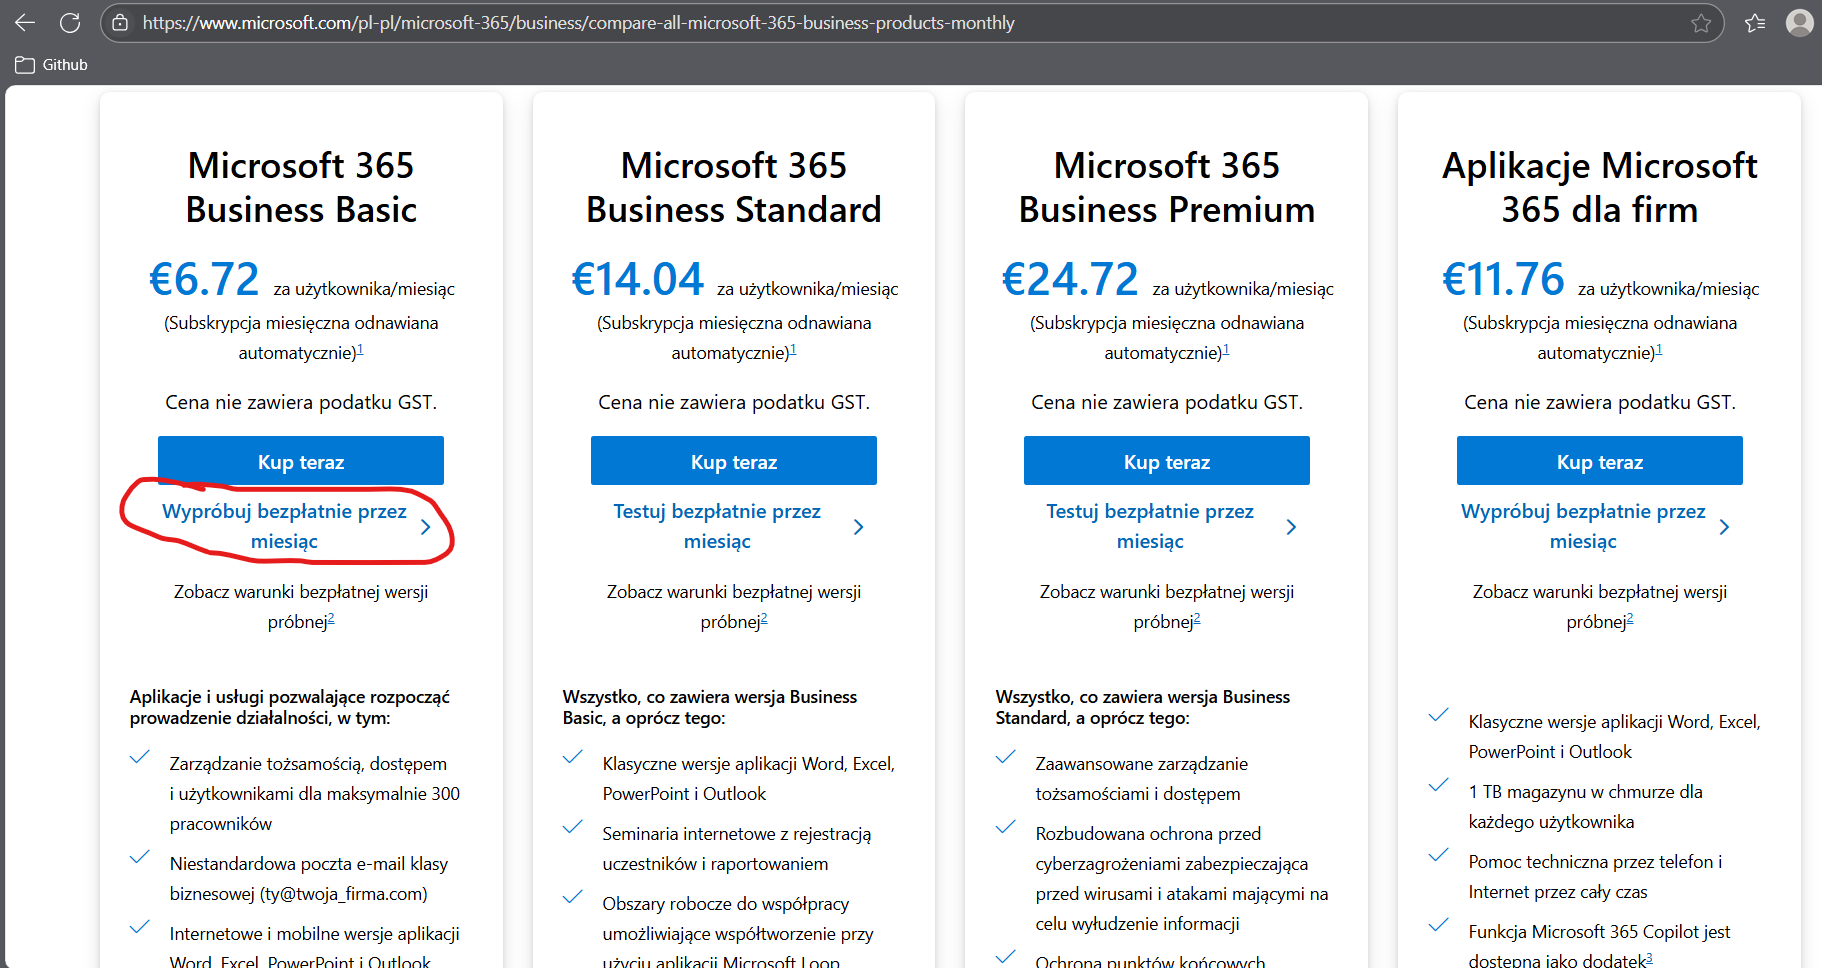 https://www.microsoft.com/pl-pl/microsoft-365/business/compare-all-microsoft-365-business-products-monthly
Github
Microsoft 365
Business Basic
€6.72 za użytkownika/miesiąc
(Subskrypcja miesięczna odnawiana
automatycznie)1
Cena nie zawiera podatku GST.
Kup teraz
Wypróbuj bezpłatnie przez
miesiąc
Zobacz warunki bezpłatnej wersji
próbnej2
Aplikacje i usługi pozwalające rozpocząć
prowadzenie działalności, w tym:
Zarządzanie tożsamością, dostępem
i użytkownikami dla maksymalnie 300
pracowników
Niestandardowa poczta e-mail klasy
biznesowej (ty@twoja_firma.com)
Internetowe i mobilne wersje aplikacji
Word, Excel, PowerPoint i Outlook
Microsoft 365
Business Standard
€14.04 za użytkownika/miesiąc
(Subskrypcja miesięczna odnawiana
automatycznie)1
Cena nie zawiera podatku GST.
Kup teraz
Testuj bezpłatnie przez
miesiąc
Zobacz warunki bezpłatnej wersji
próbnej2
Wszystko, co zawiera wersja Business
Basic, a oprócz tego:
Klasyczne wersje aplikacji Word, Excel,
PowerPoint i Outlook
Seminaria internetowe z rejestracją
uczestników i raportowaniem
Obszary robocze do współpracy
umożliwiające współtworzenie przy
użyciu aplikacji Microsoft Loop
Microsoft 365
Business Premium
€24.72 za użytkownika/miesiąc
(Subskrypcja miesięczna odnawiana
automatycznie)1
Cena nie zawiera podatku GST.
Kup teraz
Testuj bezpłatnie przez
miesiąc
Zobacz warunki bezpłatnej wersji
próbnej2
Wszystko, co zawiera wersja Business
Standard, a oprócz tego:
Zaawansowane zarządzanie
tożsamościami i dostępem
Rozbudowana ochrona przed
cyberzagrożeniami zabezpieczająca
przed wirusami i atakami mającymi na
celu wyłudzenie informacji
Ochrona punktów końcowych
Aplikacje Microsoft
365 dla firm
€11.76 za użytkownika/miesiąc
(Subskrypcja miesięczna odnawiana
automatycznie)1
Cena nie zawiera podatku GST.
Kup teraz
Wypróbuj bezpłatnie przez
miesiąc
Zobacz warunki bezpłatnej wersji
próbnej2
Klasyczne wersje aplikacji Word, Excel,
PowerPoint i Outlook
1 TB magazynu w chmurze dla
każdego użytkownika
Pomoc techniczna przez telefon i
Internet przez cały czas
Funkcja Microsoft 365 Copilot jest
dostępna jako dodatek3